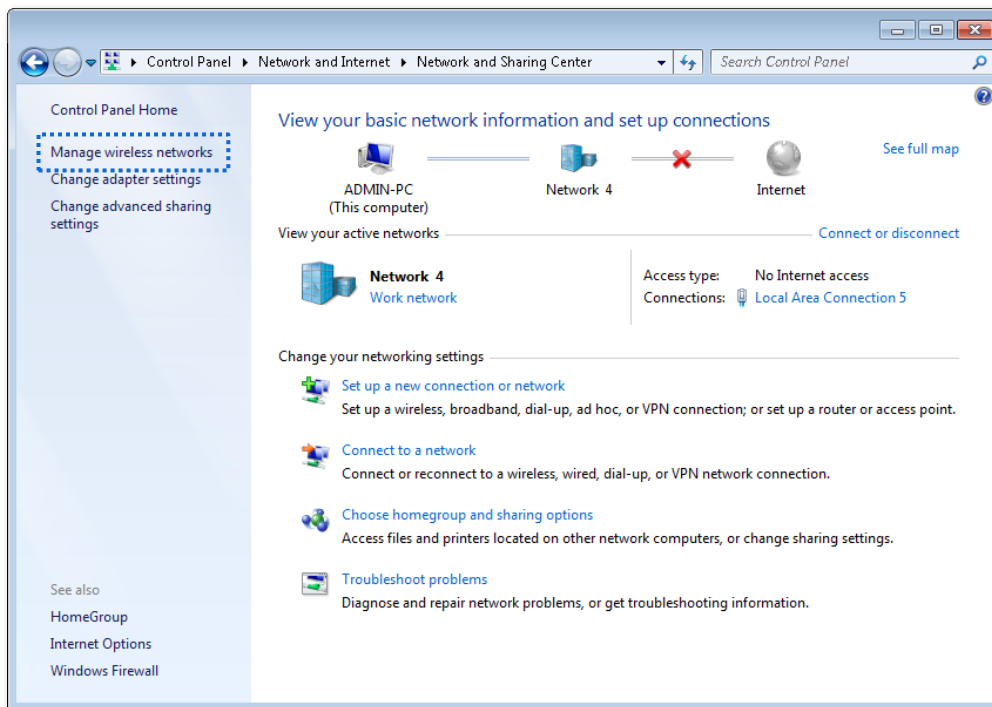 Control Panel Network and Internet Network and Sharing Center Search Control Panel
Control Panel Home
Manage wireless networks
Change adapter settings
Change advanced sharing
settings
See also
HomeGroup
Internet Options
Windows Firewall
View your basic network information and set up connections
See full map
ADMIN-PC
(This computer)
Network 4
Internet
View your active networks
Connect or disconnect
Network 4
Work network
Access type: No Internet access
Connections: Local Area Connection 5
Change your networking settings
Set up a new connection or network
Set up a wireless, broadband, dial-up, ad hoc, or VPN connection; or set up a router or access point.
Connect to a network
Connect or reconnect to a wireless, wired, dial-up, or VPN network connection.
Choose homegroup and sharing options
Access files and printers located on other network computers, or change sharing settings.
Troubleshoot problems
Diagnose and repair network problems, or get troubleshooting information.